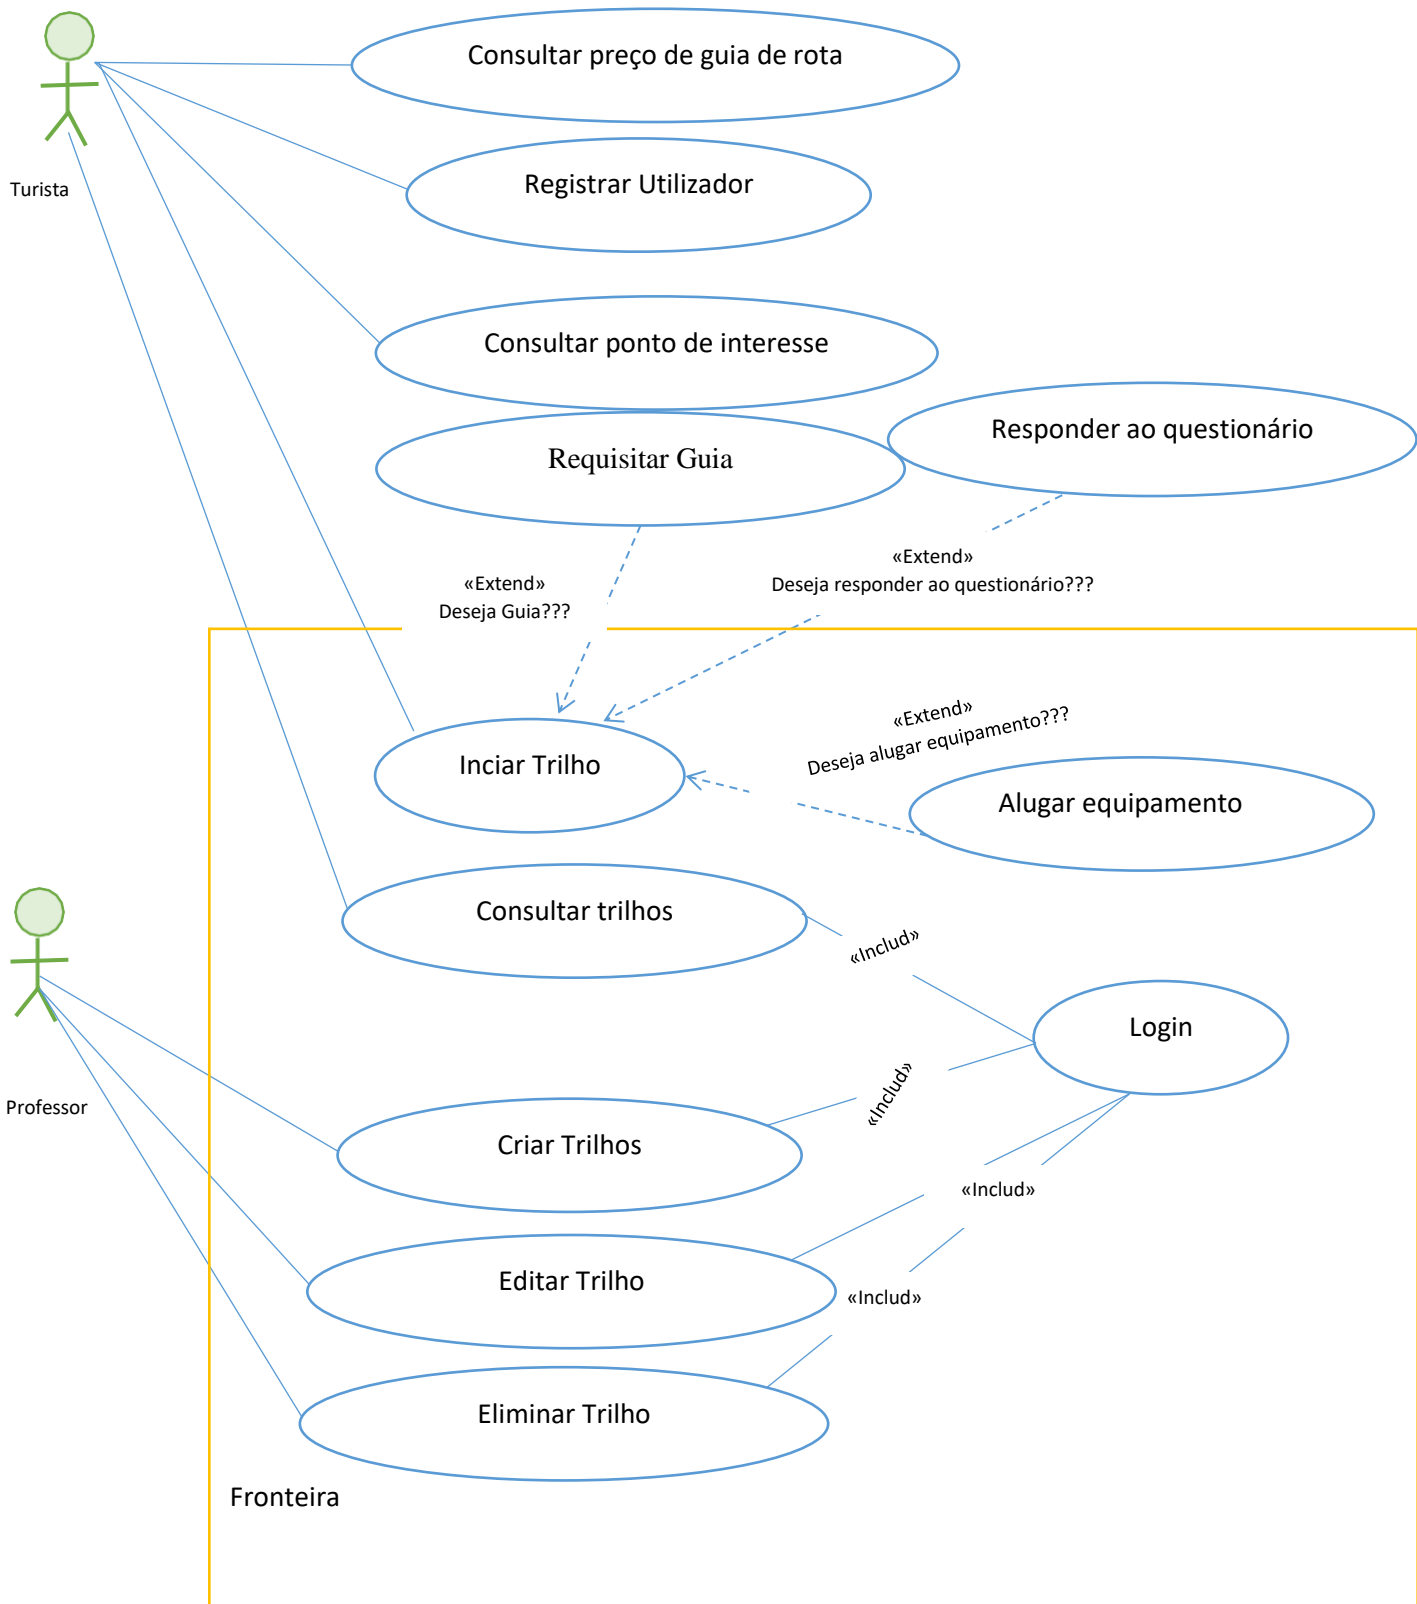 Consultar preço de guia de rota
Registrar Utilizador
Turista
Consultar ponto de interesse
Responder ao questionário
Requisitar Guia
«Extend»
Deseja responder ao questionário???
«Extend»
Deseja Guia???
«Extend»
Deseja alugar equipamento???
Inciar Trilho
Alugar equipamento
Consultar trilhos
«Includ»
Login
«Includ»
Professor
Criar Trilhos
«Includ»
Editar Trilho
«Includ»
Eliminar Trilho
Fronteira